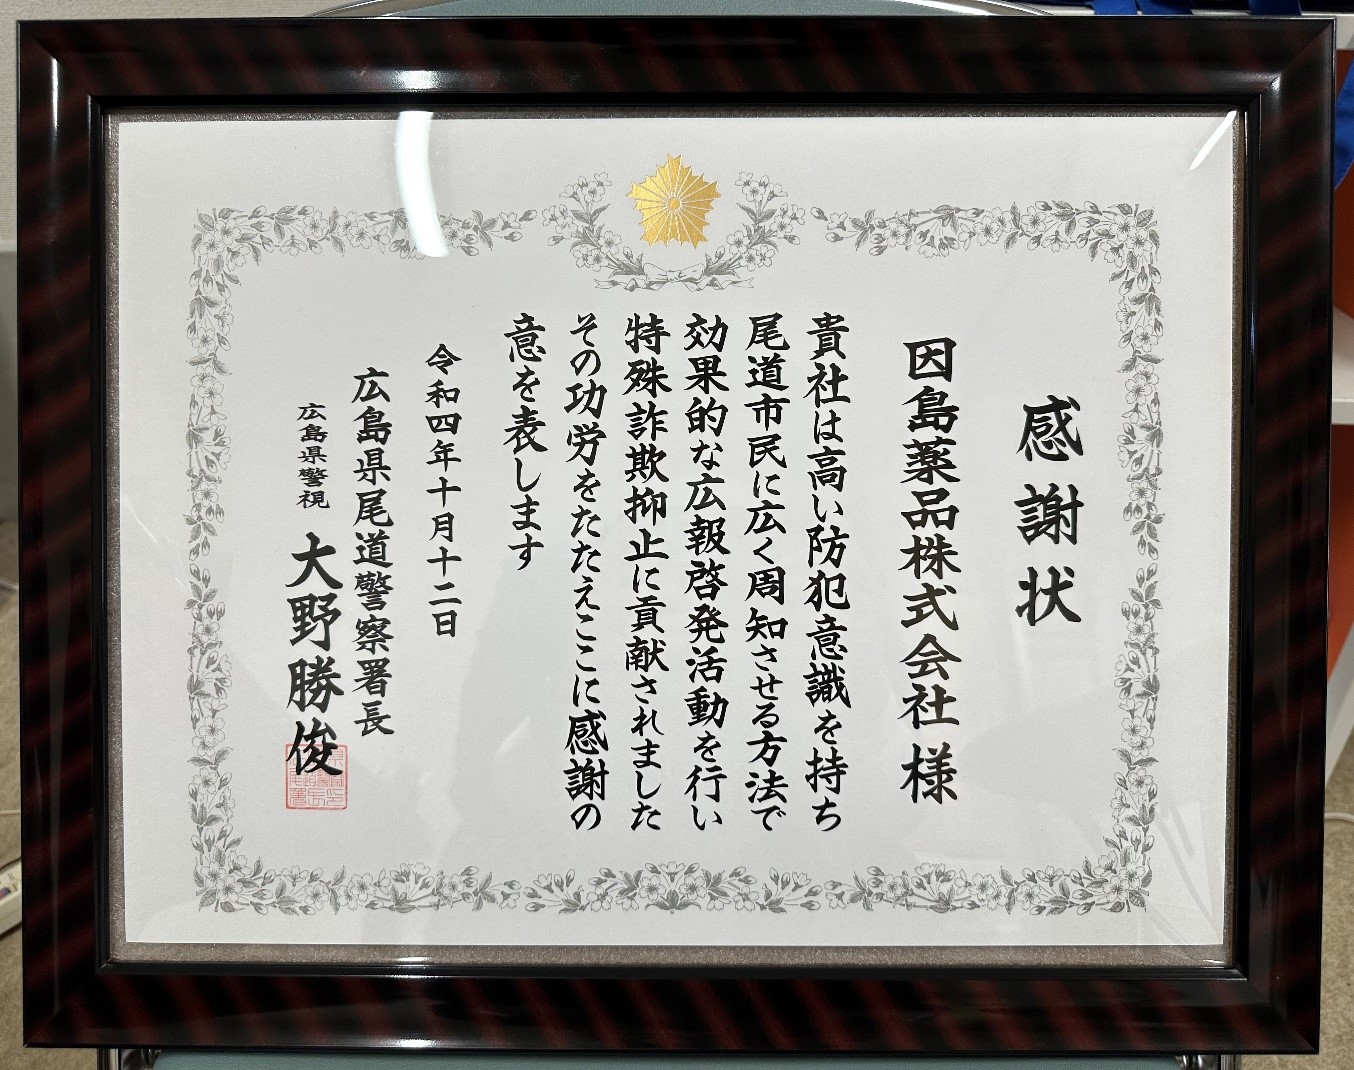 感謝状
因島薬品株式会社様
貴社は高い防犯意識を持ち
尾道市民に広く周知させる方法で
効果的な広報啓発活動を行い
特殊詐欺抑止に貢献されました
その功労をたたえここに感謝の
意を表します
令和四年十月十二日
広島県尾道警察署長
広島県警視 大野勝俊